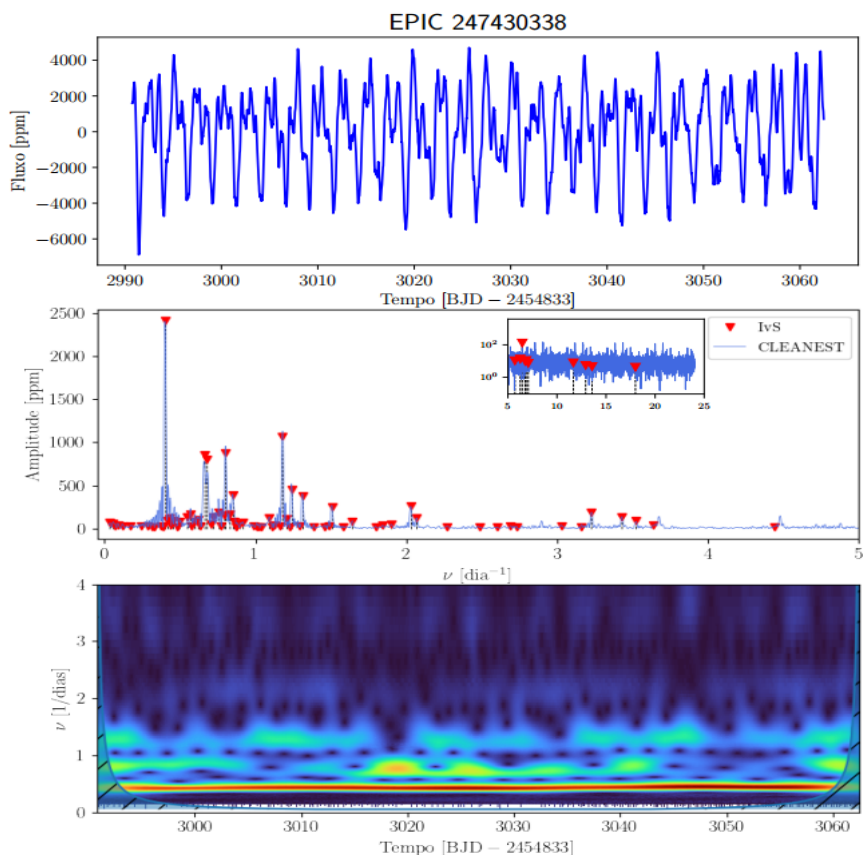 EPIC 247430338
Fluxo [ppm]
4000
2000
0
−2000
−4000
−6000
2990 3000 3010 3020 3030 3040 3050 3060
Tempo [BJD − 2454833]
Amplitude [ppm]
2500
2000
1500
1000
500
0
10²
10⁰
5 10 15 20 25
IvS
CLEANEST
0 1 2 3 4 5
ν [dia⁻¹]
ν [1/dias]
4
3
2
1
0
3000 3010 3020 3030 3040 3050 3060
Tempo [BJD − 2454833]